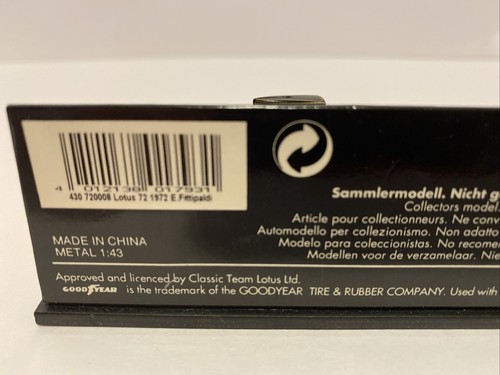 4 012138 017931
430 720008 Lotus 72 1972 E.Fittipaldi
Sammlermodell. Nicht g
Collectors model.
Article pour collectionneurs. Ne conv
Automodello per collezionismo. Non adatto
Modelo para coleccionistas. No recome
Modellen voor de verzamelaar. Nie
MADE IN CHINA
METAL 1:43
Approved and licenced by Classic Team Lotus Ltd.
GOODYEAR is the trademark of the GOODYEAR TIRE & RUBBER COMPANY. Used with